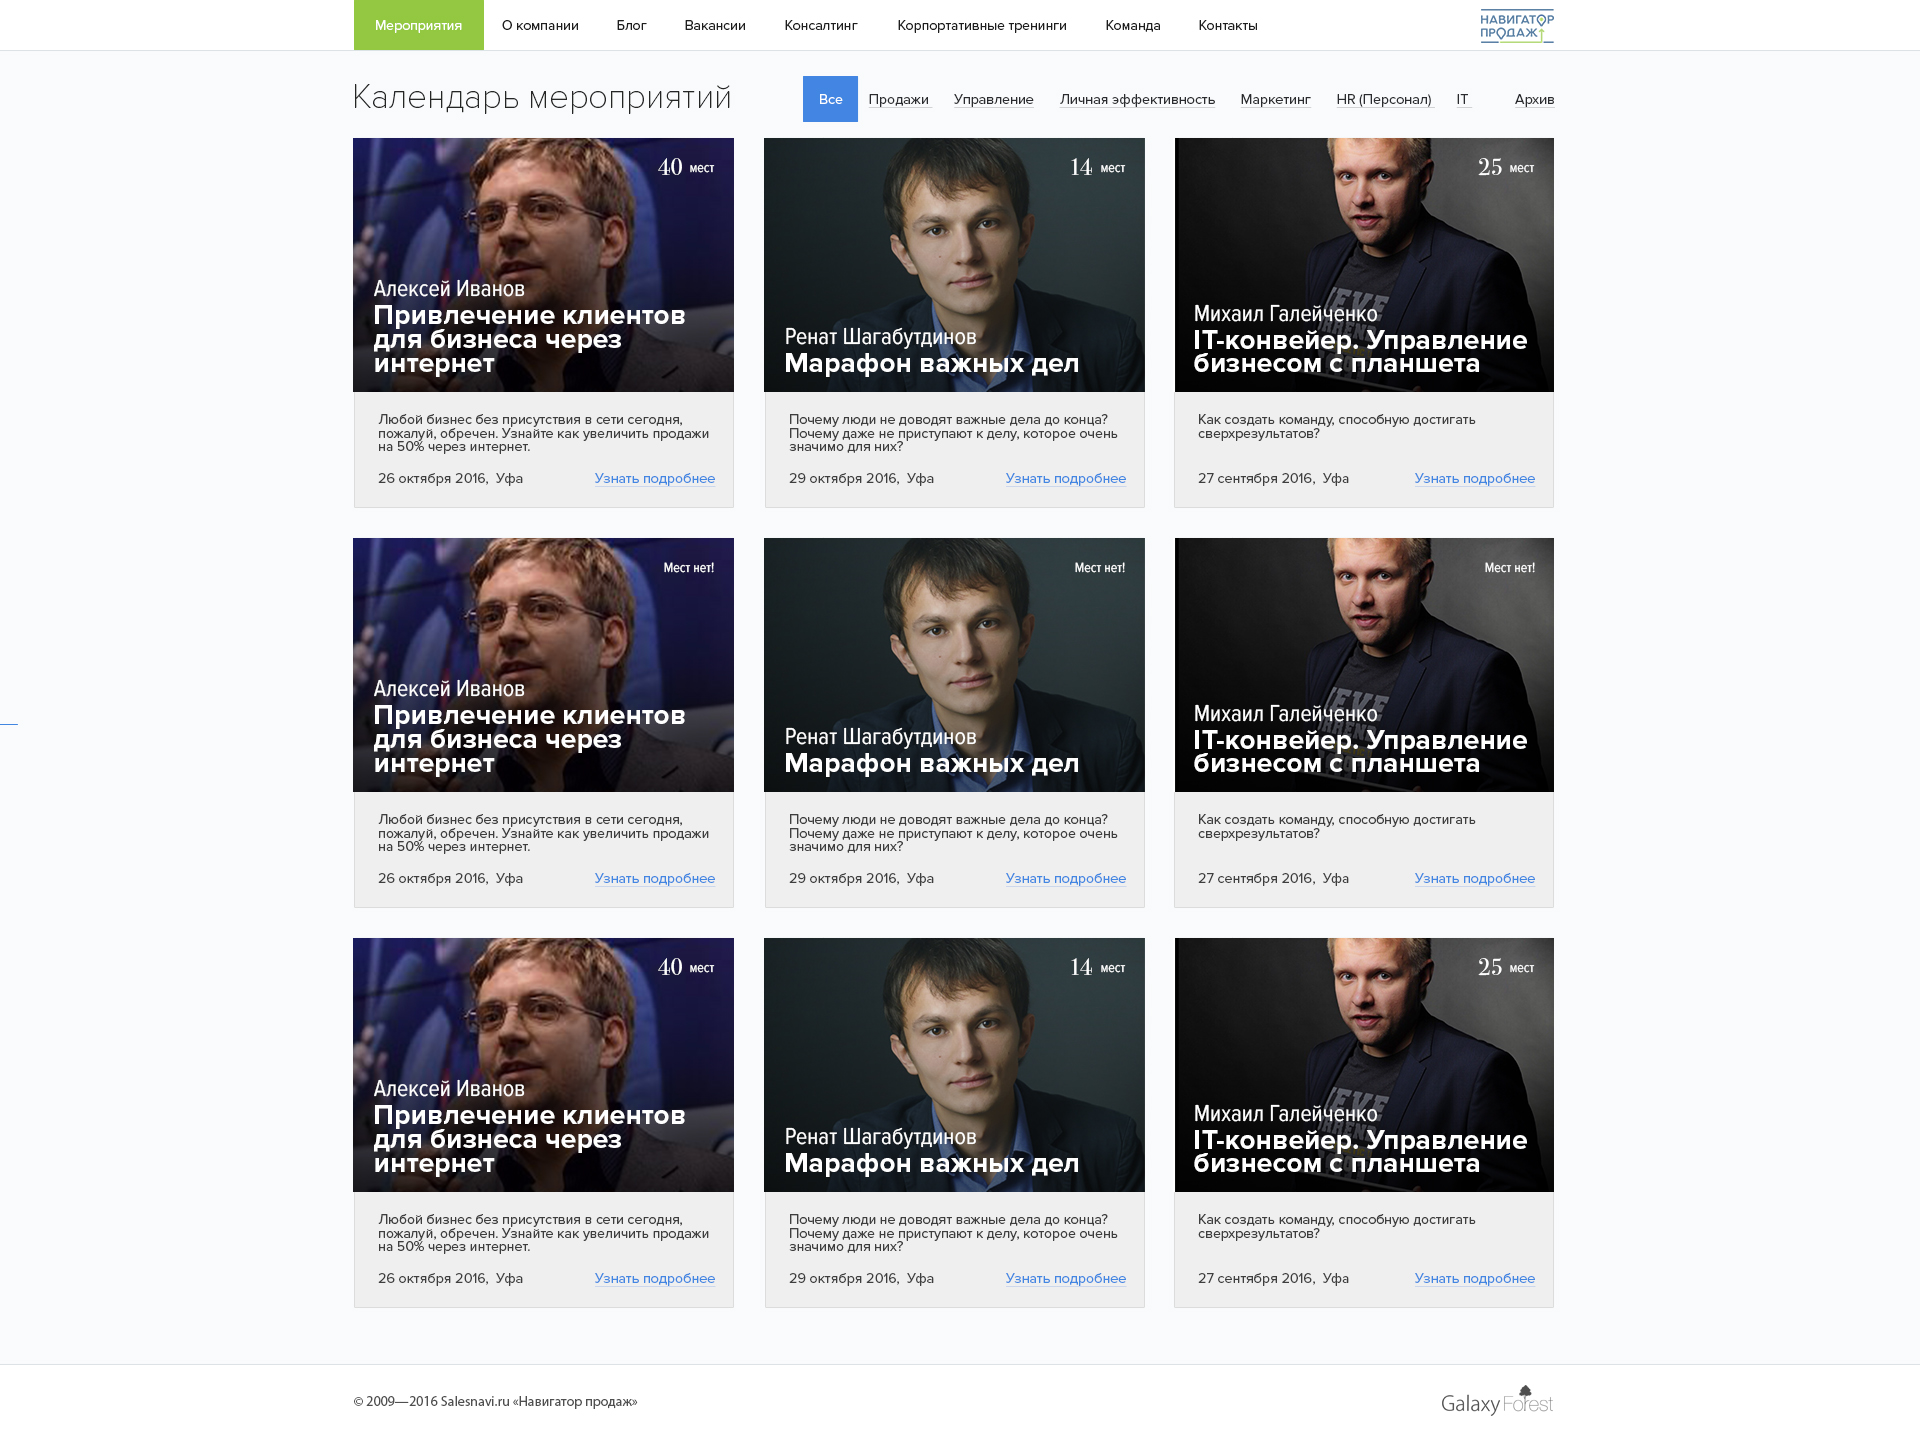 Мероприятия О компании Блог Вакансии Консалтинг Корпортативные тренинги Команда Контакты
НАВИГАТОР
ПРОДАЖ
Календарь мероприятий
Все Продажи Управление Личная эффективность Маркетинг HR (Персонал) IT Архив
40 мест
Алексей Иванов
Привлечение клиентов
для бизнеса через
интернет
Любой бизнес без присутствия в сети сегодня,
пожалуй, обречен. Узнайте как увеличить продажи
на 50% через интернет.
26 октября 2016, Уфа Узнать подробнее
14 мест
Ренат Шагабутдинов
Марафон важных дел
Почему люди не доводят важные дела до конца?
Почему даже не приступают к делу, которое очень
значимо для них?
29 октября 2016, Уфа Узнать подробнее
25 мест
Михаил Галейченко
IT-конвейер. Управление
бизнесом с планшета
Как создать команду, способную достигать
сверхрезультатов?
27 сентября 2016, Уфа Узнать подробнее
Мест нет!
Алексей Иванов
Привлечение клиентов
для бизнеса через
интернет
Любой бизнес без присутствия в сети сегодня,
пожалуй, обречен. Узнайте как увеличить продажи
на 50% через интернет.
26 октября 2016, Уфа Узнать подробнее
Мест нет!
Ренат Шагабутдинов
Марафон важных дел
Почему люди не доводят важные дела до конца?
Почему даже не приступают к делу, которое очень
значимо для них?
29 октября 2016, Уфа Узнать подробнее
Мест нет!
Михаил Галейченко
IT-конвейер. Управление
бизнесом с планшета
Как создать команду, способную достигать
сверхрезультатов?
27 сентября 2016, Уфа Узнать подробнее
40 мест
Алексей Иванов
Привлечение клиентов
для бизнеса через
интернет
Любой бизнес без присутствия в сети сегодня,
пожалуй, обречен. Узнайте как увеличить продажи
на 50% через интернет.
26 октября 2016, Уфа Узнать подробнее
14 мест
Ренат Шагабутдинов
Марафон важных дел
Почему люди не доводят важные дела до конца?
Почему даже не приступают к делу, которое очень
значимо для них?
29 октября 2016, Уфа Узнать подробнее
25 мест
Михаил Галейченко
IT-конвейер. Управление
бизнесом с планшета
Как создать команду, способную достигать
сверхрезультатов?
27 сентября 2016, Уфа Узнать подробнее
© 2009—2016 Salesnavi.ru «Навигатор продаж»
Galaxy Forest